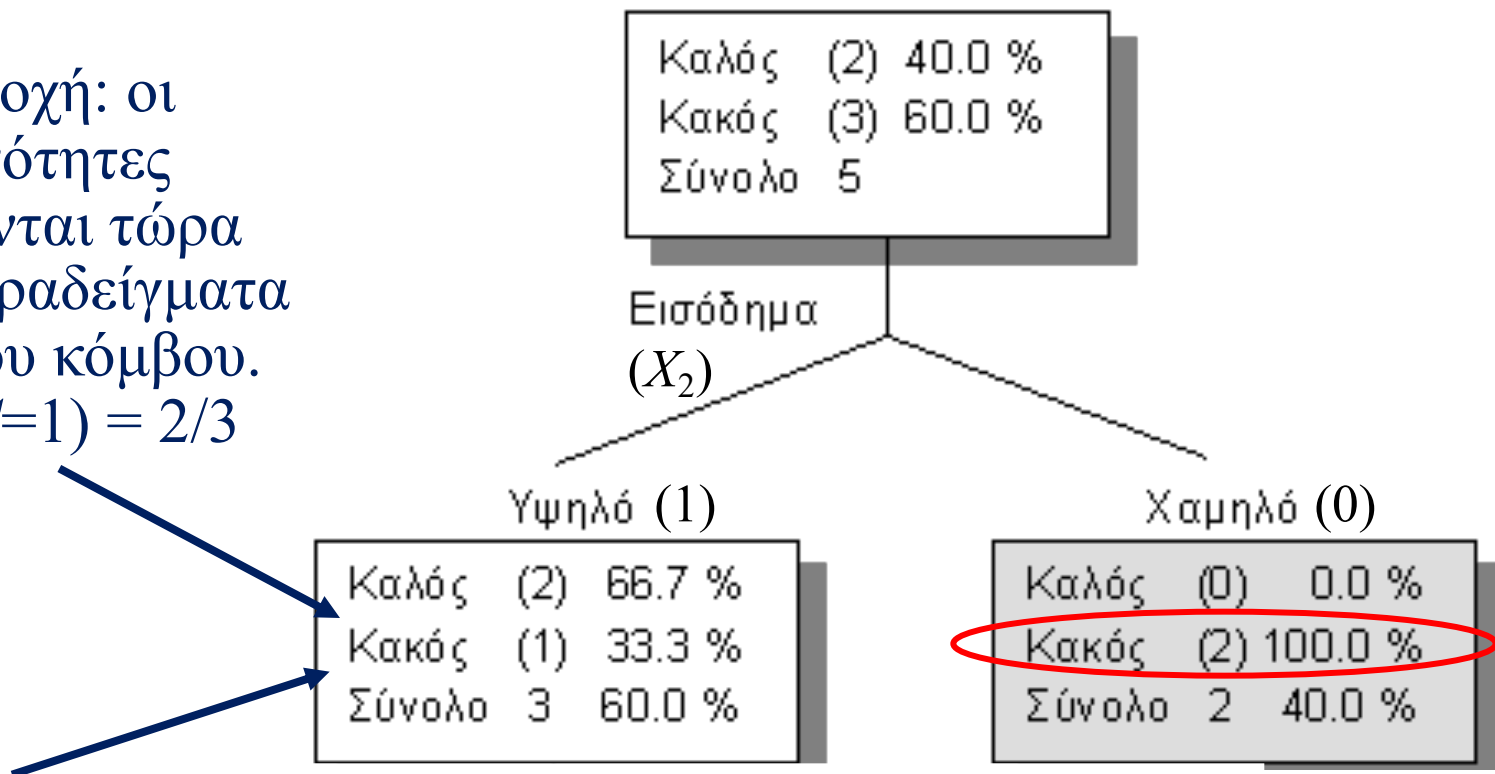 οχή: οι
ότητες
νται τώρα
ραδείγματα
υ κόμβου.
=1) = 2/3
Καλός (2) 40.0 %
Κακός (3) 60.0 %
Σύνολο 5
Εισόδημα
(X₂)
Υψηλό (1)
Χαμηλό (0)
Καλός (2) 66.7 %
Κακός (1) 33.3 %
Σύνολο 3 60.0 %
Καλός (0) 0.0 %
Κακός (2) 100.0 %
Σύνολο 2 40.0 %